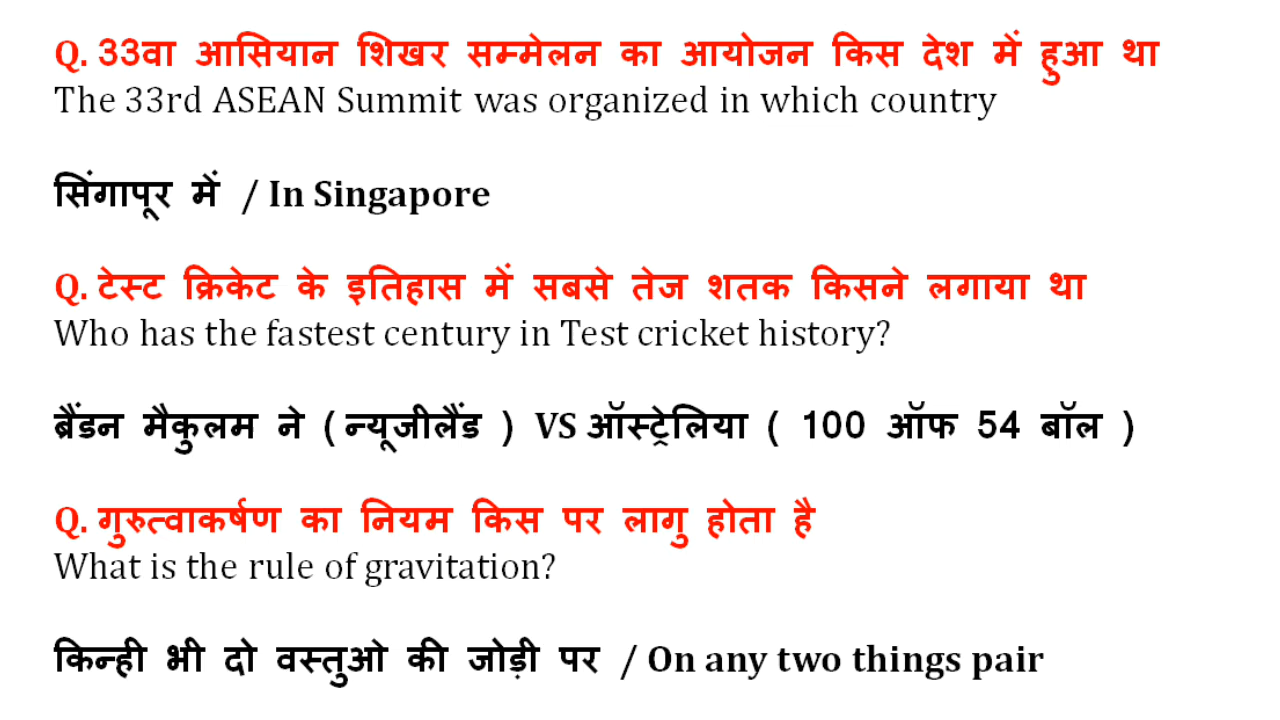 Q. 33वा आसियान शिखर सम्मेलन का आयोजन किस देश में हुआ था
The 33rd ASEAN Summit was organized in which country
सिंगापूर में / In Singapore
Q. टेस्ट क्रिकेट के इतिहास में सबसे तेज शतक किसने लगाया था
Who has the fastest century in Test cricket history?
ब्रैंडन मैकुलम ने ( न्यूजीलैंड ) VS ऑस्ट्रेलिया ( 100 ऑफ 54 बॉल )
Q. गुरुत्वाकर्षण का नियम किस पर लागु होता है
What is the rule of gravitation?
किन्ही भी दो वस्तुओ की जोड़ी पर / On any two things pair